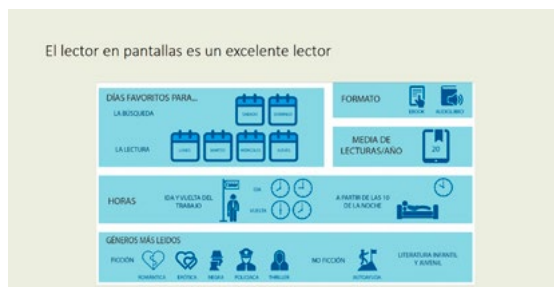 El lector en pantallas es un excelente lector
DÍAS FAVORITOS PARA...
LA BÚSQUEDA
SÁBADO
DOMINGO
LA LECTURA
LUNES
MARTES
MIÉRCOLES
JUEVES
FORMATO
EBOOK
AUDIOLIBRO
MEDIA DE
LECTURAS/AÑO
20
HORAS
IDA Y VUELTA DEL
TRABAJO
IDA
VUELTA
A PARTIR DE LAS 10
DE LA NOCHE
GÉNEROS MÁS LEIDOS
FICCIÓN
ROMÁNTICA
ERÓTICA
NEGRA
POLICIACA
THRILLER
NO FICCIÓN
AUTOAYUDA
LITERATURA INFANTIL
Y JUVENIL